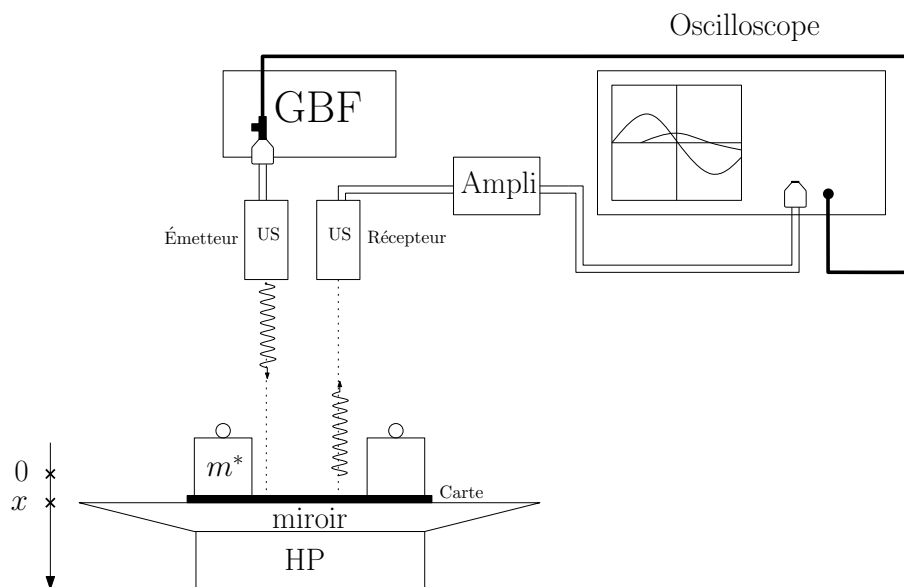 Oscilloscope
GBF
Ampli
Émetteur
US
US
Récepteur
0
m*
x
Carte
miroir
HP